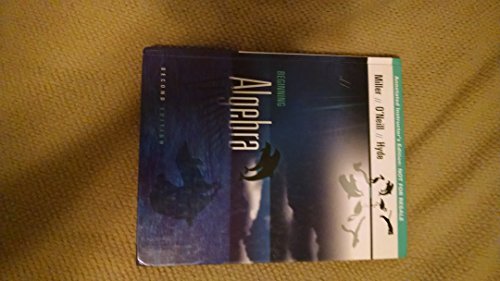 Annotated Instructor's Edition: NOT FOR RESALE
Miller // O'Neill // Hyde
BEGINNING
Algebra
SECOND EDITION